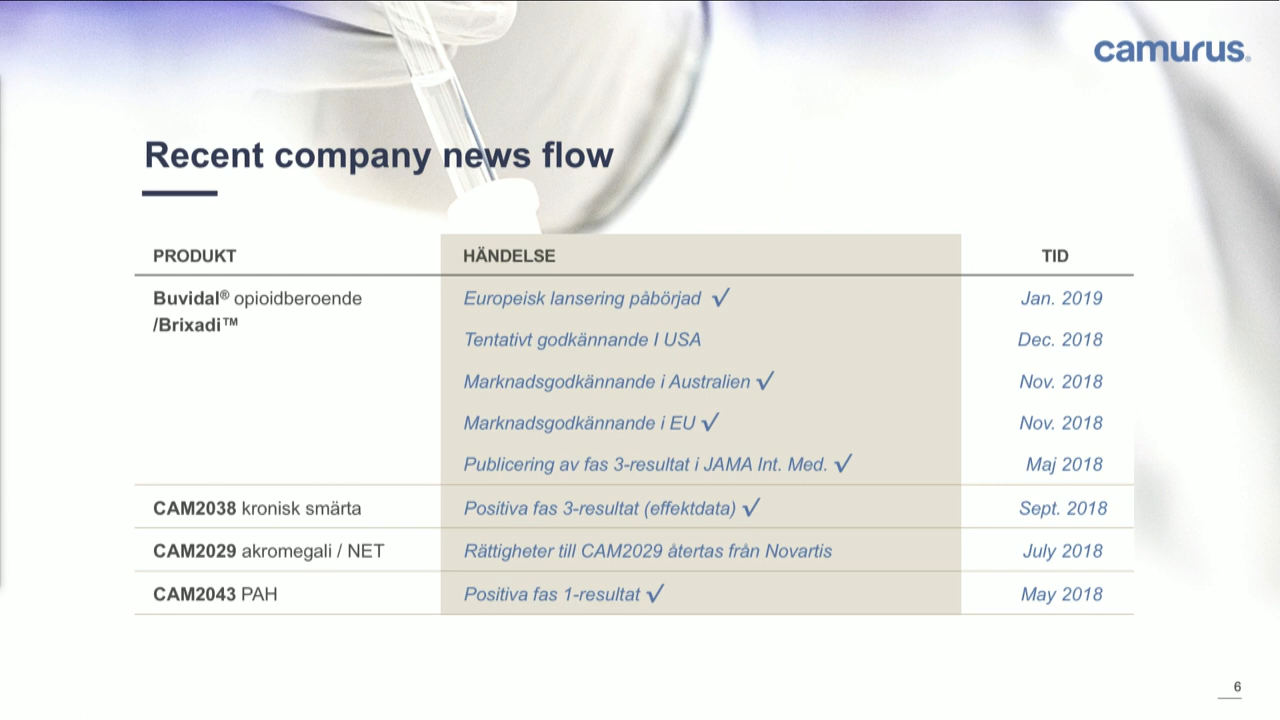 camurus®
Recent company news flow
PRODUKT HÄNDELSE TID
Buvidal® opioidberoende Europeisk lansering påbörjad ✓ Jan. 2019
/Brixadi™
Tentativt godkännande I USA Dec. 2018
Marknadsgodkännande i Australien ✓ Nov. 2018
Marknadsgodkännande i EU ✓ Nov. 2018
Publicering av fas 3-resultat i JAMA Int. Med. ✓ Maj 2018
CAM2038 kronisk smärta Positiva fas 3-resultat (effektdata) ✓ Sept. 2018
CAM2029 akromegali / NET Rättigheter till CAM2029 återtas från Novartis July 2018
CAM2043 PAH Positiva fas 1-resultat ✓ May 2018
6